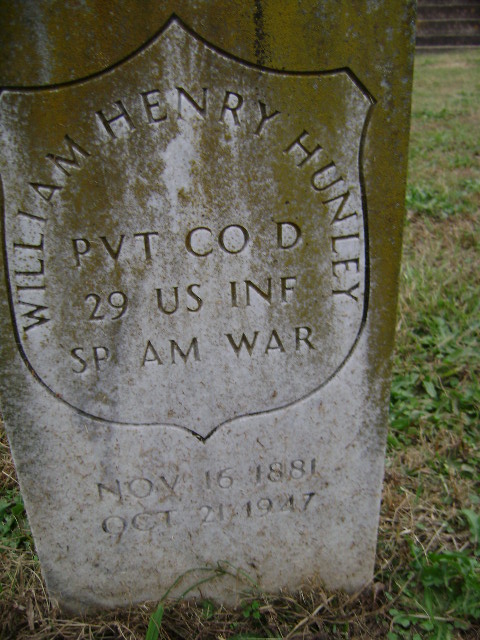 WILLIAM HENRY HUNLEY
PVT CO D
29 US INF
SP AM WAR
NOV 16 1881
OCT 21 1947